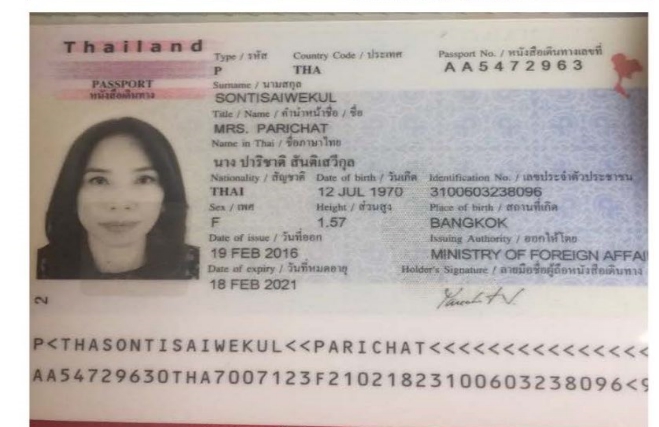 Thailand
Type / รหัส Country Code / ประเทศ Passport No. / หนังสือเดินทางเลขที่
P THA AA5472963
PASSPORT
หนังสือเดินทาง
Surname / นามสกุล
SONTISAIWEKUL
Title / Name / คำนำหน้าชื่อ / ชื่อ
MRS. PARICHAT
Name in Thai / ชื่อภาษาไทย
นาง ปาริชาติ สันติเสวีกุล
Nationality / สัญชาติ Date of birth / วันเกิด Identification No. / เลขประจำตัวประชาชน
THAI 12 JUL 1970 3100603238096
Sex / เพศ Height / ส่วนสูง Place of birth / สถานที่เกิด
F 1.57 BANGKOK
Date of issue / วันที่ออก Issuing Authority / ออกให้โดย
19 FEB 2016 MINISTRY OF FOREIGN AFFAI
Date of expiry / วันที่หมดอายุ Holder's Signature / ลายมือชื่อผู้ถือหนังสือเดินทาง
18 FEB 2021
2
P<THASONTISAIWEKUL<<PARICHAT<<<<<<<<<<<<<<<<
AA54729630THA7007123F21021823100603238096<9